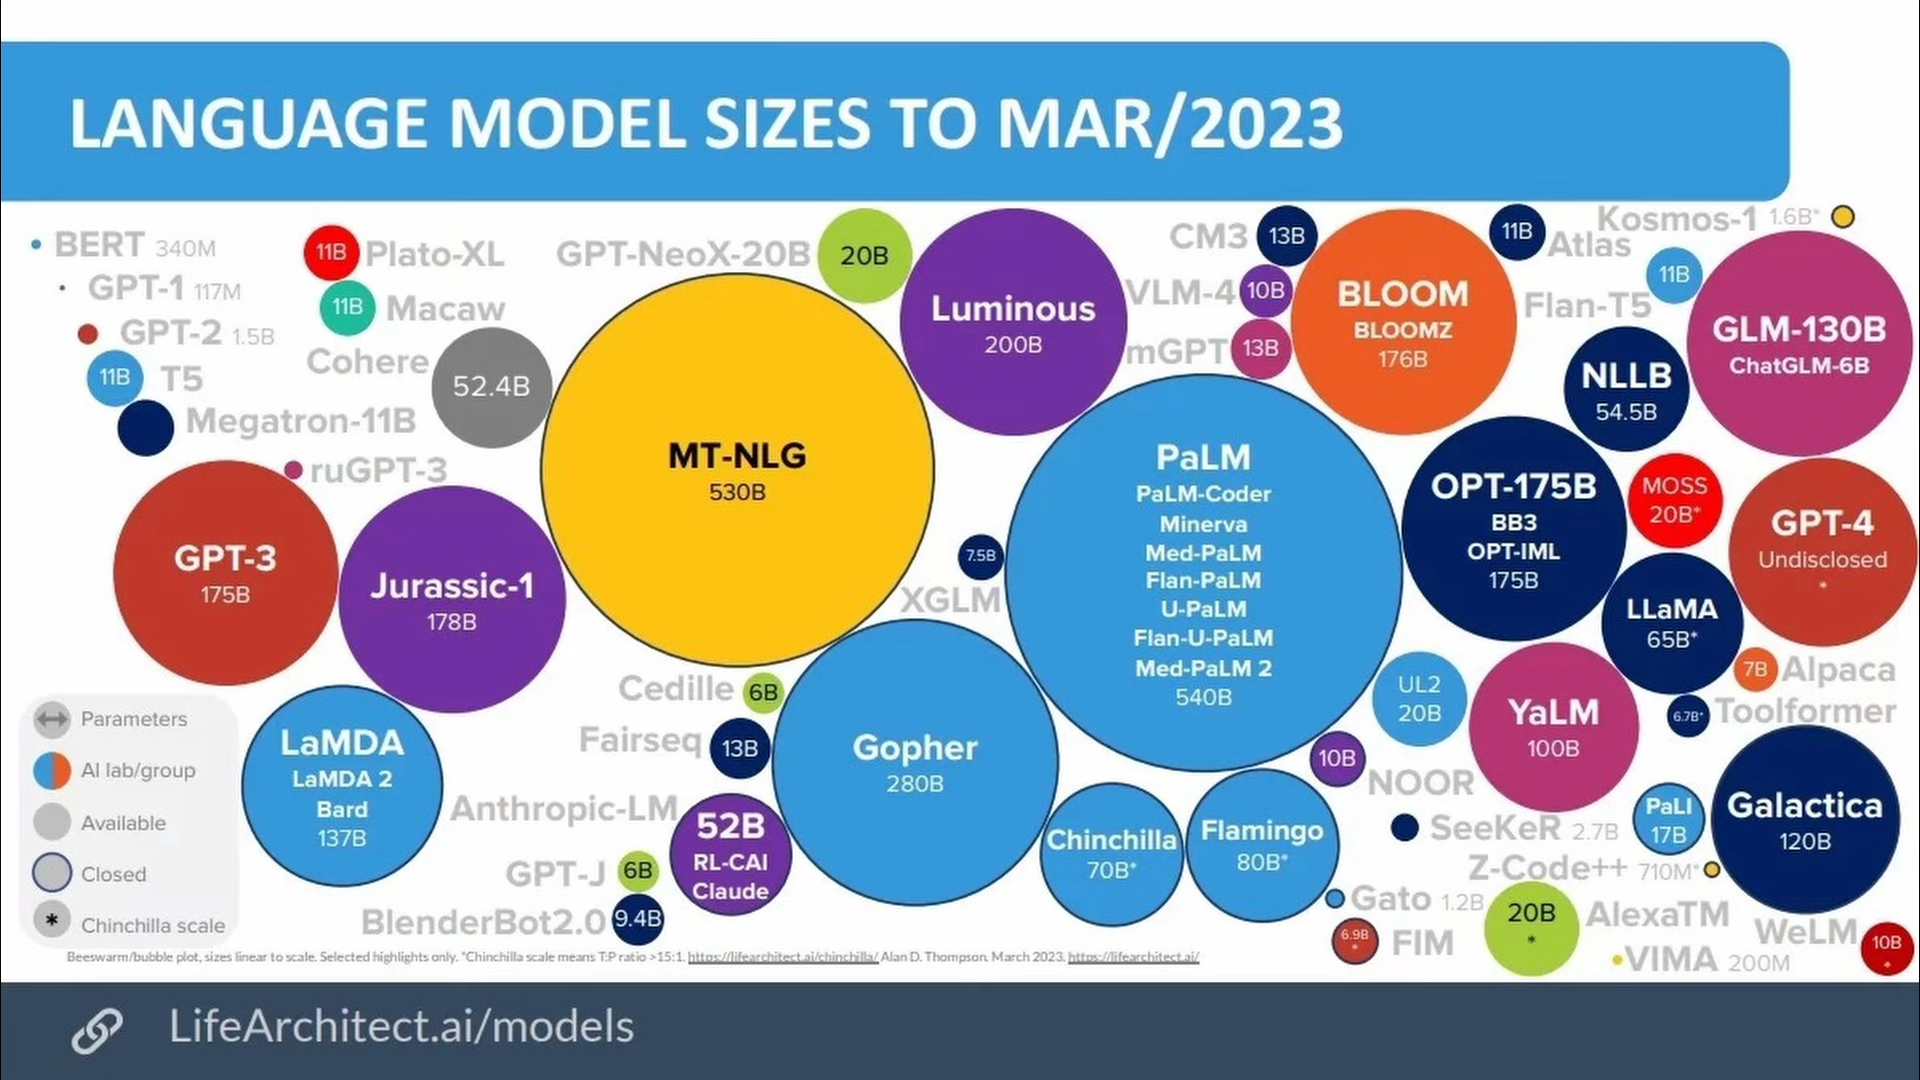 LANGUAGE MODEL SIZES TO MAR/2023
BERT 340M
GPT-1 117M
GPT-2 1.5B
11B T5
Megatron-11B
ruGPT-3
11B Plato-XL
11B Macaw
Cohere
52.4B
GPT-3
175B
Jurassic-1
178B
LaMDA
LaMDA 2
Bard
137B
GPT-NeoX-20B 20B
MT-NLG
530B
Luminous
200B
7.5B
XGLM
Cedille 6B
Fairseq 13B
Anthropic-LM
52B
RL-CAI
Claude
GPT-J 6B
BlenderBot2.0 9.4B
Gopher
280B
CM3 13B
VLM-4 10B
mGPT 13B
BLOOM
BLOOMZ
176B
PaLM
PaLM-Coder
Minerva
Med-PaLM
Flan-PaLM
U-PaLM
Flan-U-PaLM
Med-PaLM 2
540B
Chinchilla
70B*
Flamingo
80B*
10B
NOOR
11B
Atlas
Kosmos-1 1.6B*
11B
Flan-T5
NLLB
54.5B
GLM-130B
ChatGLM-6B
OPT-175B
BB3
OPT-IML
175B
MOSS
20B*
GPT-4
Undisclosed
*
LLaMA
65B*
7B Alpaca
6.7B* Toolformer
UL2
20B
YaLM
100B
SeeKeR 2.7B
PaLI
17B
Galactica
120B
Z-Code++ 710M*
Gato 1.2B
6.9B
*
FIM
20B
*
AlexaTM
VIMA 200M
WeLM
10B
*
Parameters
AI lab/group
Available
Closed
* Chinchilla scale
Beeswarm/bubble plot, sizes linear to scale. Selected highlights only. *Chinchilla scale means T:P ratio >15:1. https://lifearchitect.ai/chinchilla/ Alan D. Thompson. March 2023. https://lifearchitect.ai/
LifeArchitect.ai/models